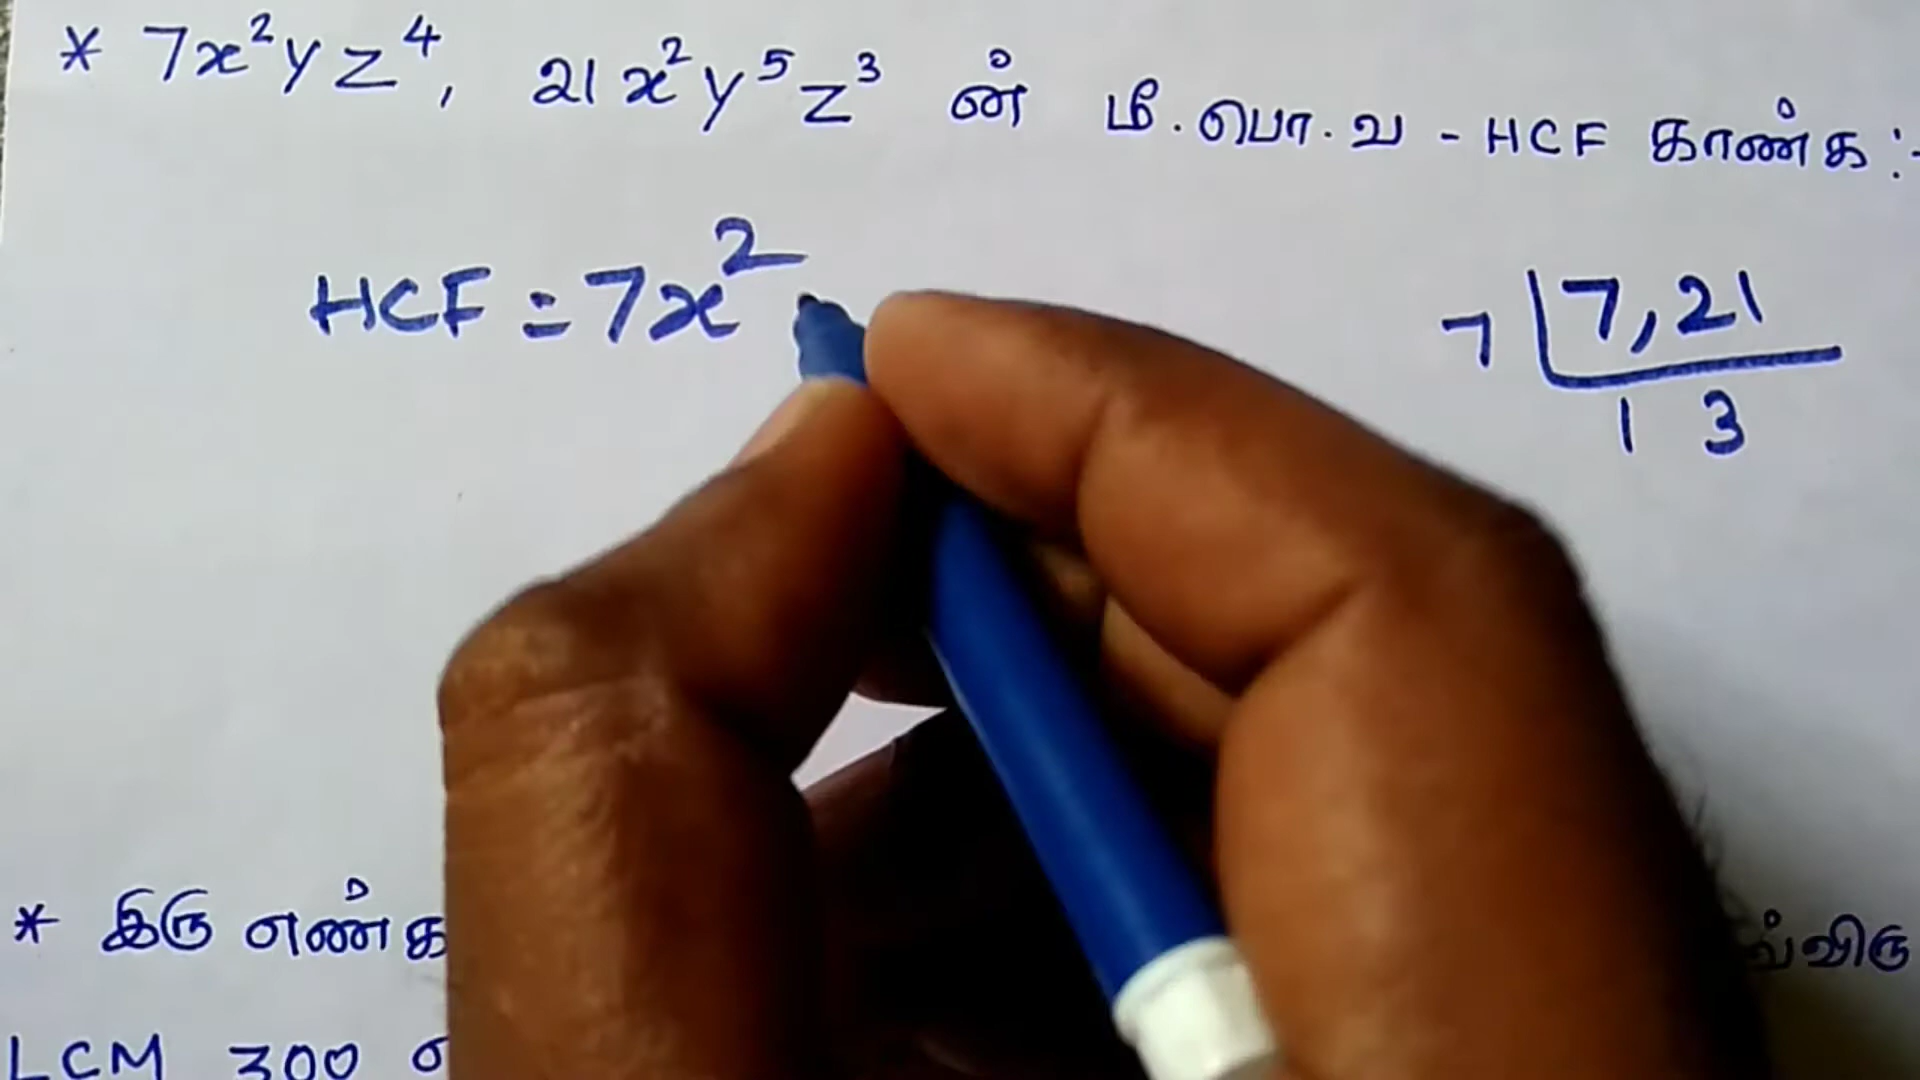 * 7x²yz⁴, 21x²y⁵z³ ன் மீ.பொ.வ - HCF காண்க :-
HCF = 7x²
7 | 7, 21
1 3
* இரு எண்க
LCM 300